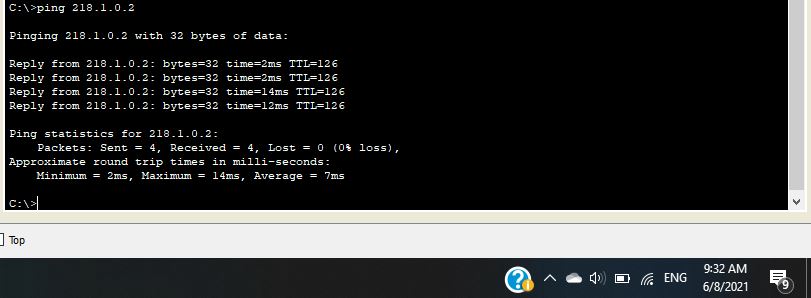 C:\>ping 218.1.0.2
Pinging 218.1.0.2 with 32 bytes of data:
Reply from 218.1.0.2: bytes=32 time=2ms TTL=126
Reply from 218.1.0.2: bytes=32 time=2ms TTL=126
Reply from 218.1.0.2: bytes=32 time=14ms TTL=126
Reply from 218.1.0.2: bytes=32 time=12ms TTL=126
Ping statistics for 218.1.0.2:
Packets: Sent = 4, Received = 4, Lost = 0 (0% loss),
Approximate round trip times in milli-seconds:
Minimum = 2ms, Maximum = 14ms, Average = 7ms
C:\>
Top
ENG
9:32 AM
6/8/2021
9